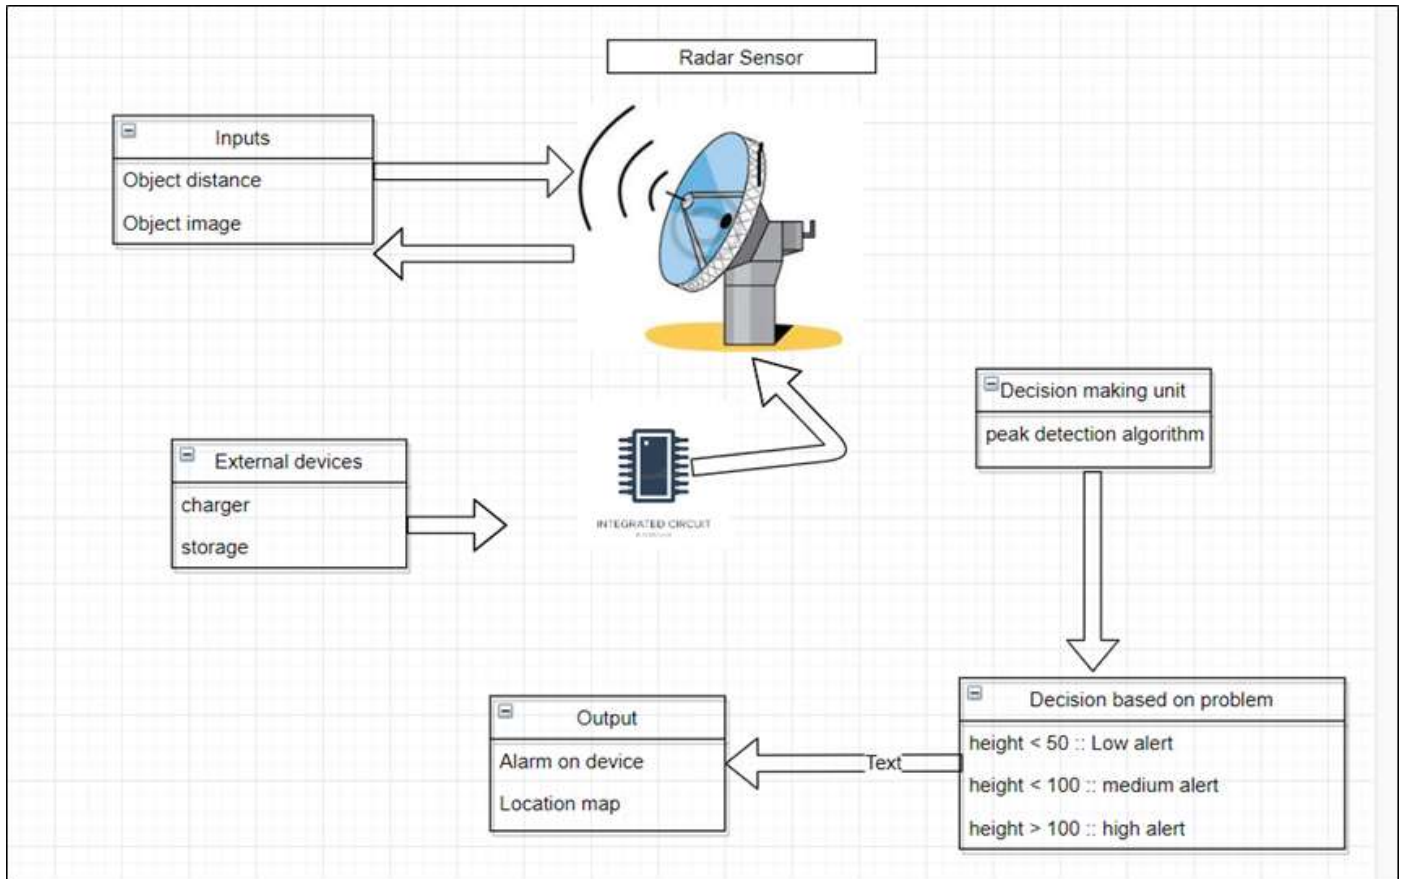 Radar Sensor
Inputs
Object distance
Object image
Decision making unit
peak detection algorithm
External devices
charger
storage
INTEGRATED CIRCUIT
Decision based on problem
height < 50 :: Low alert
height < 100 :: medium alert
height > 100 :: high alert
Text
Output
Alarm on device
Location map